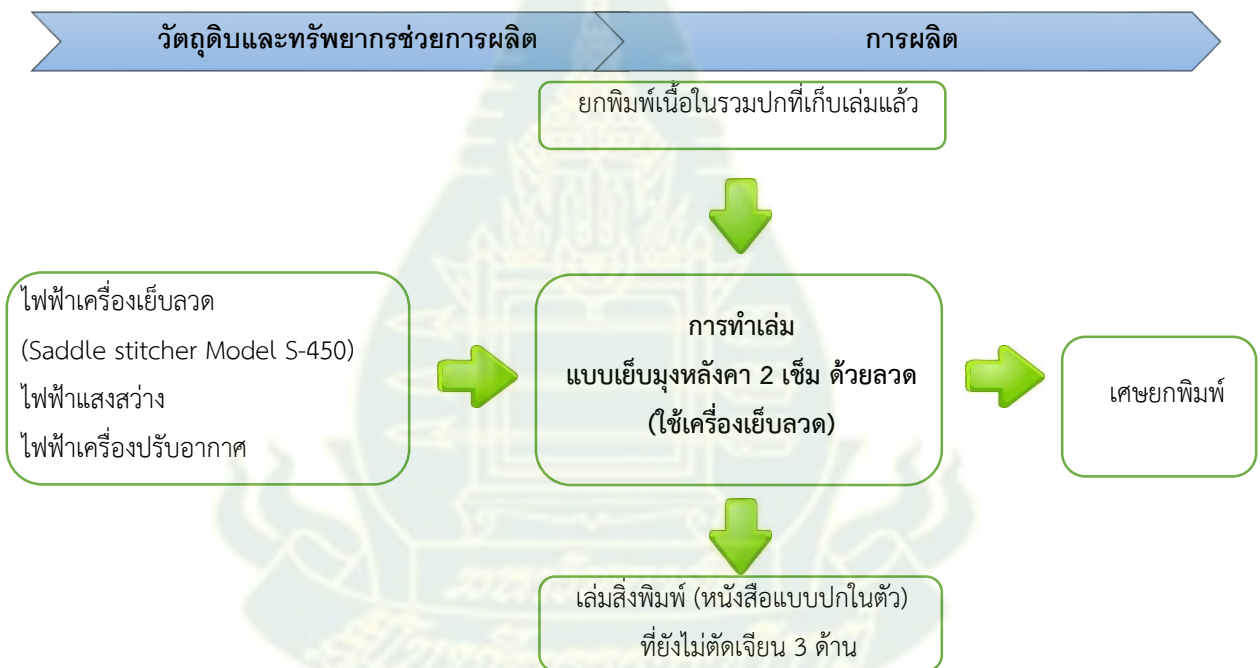 วัตถุดิบและทรัพยากรช่วยการผลิต
การผลิต
ยกพิมพ์เนื้อในรวมปกที่เก็บเล่มแล้ว
ไฟฟ้าเครื่องเย็บลวด
(Saddle stitcher Model S-450)
ไฟฟ้าแสงสว่าง
ไฟฟ้าเครื่องปรับอากาศ
การทำเล่ม
แบบเย็บมุงหลังคา 2 เข็ม ด้วยลวด
(ใช้เครื่องเย็บลวด)
เศษยกพิมพ์
เล่มสิ่งพิมพ์ (หนังสือแบบปกในตัว)
ที่ยังไม่ตัดเจียน 3 ด้าน